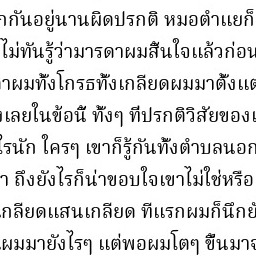 กกันอยู่นานผิดปรกติ หมอตำแยก็
ไม่ทันรู้ว่ามารดาผมสิ้นใจแล้วก่อน
าผมทั้งโกรธทั้งเกลียดผมมาตั้งแต่
งเลยในข้อนี้ ทั้งๆ ที่ปรกติวิสัยของเ
ไรนัก ใครๆ เขาก็รู้กันทั้งตำบลนอก
า ถึงยังไรก็น่าขอบใจเขาไม่ใช่หรือ
เกลียดแสนเกลียด ทีแรกผมก็นึกยั
นผมมายังไรๆ แต่พอผมโตๆ ขึ้นมาจ